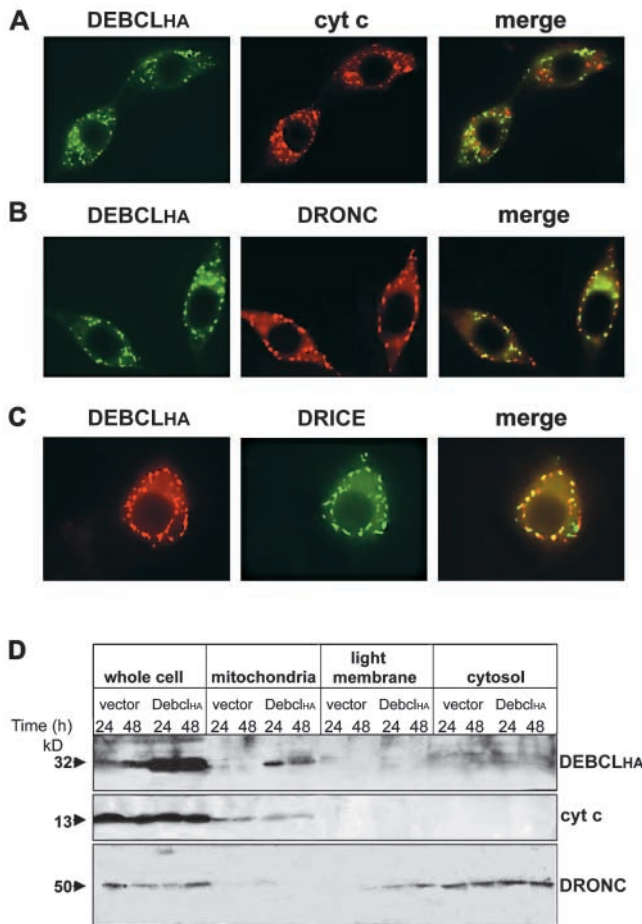 A DEBCLHA cyt c merge
B DEBCLHA DRONC merge
C DEBCLHA DRICE merge
D
whole cell mitochondria light membrane cytosol
vector DebclHA vector DebclHA vector DebclHA vector DebclHA
Time (h) 24 48 24 48 24 48 24 48 24 48 24 48 24 48 24 48
kD
32 DEBCLHA
13 cyt c
50 DRONC